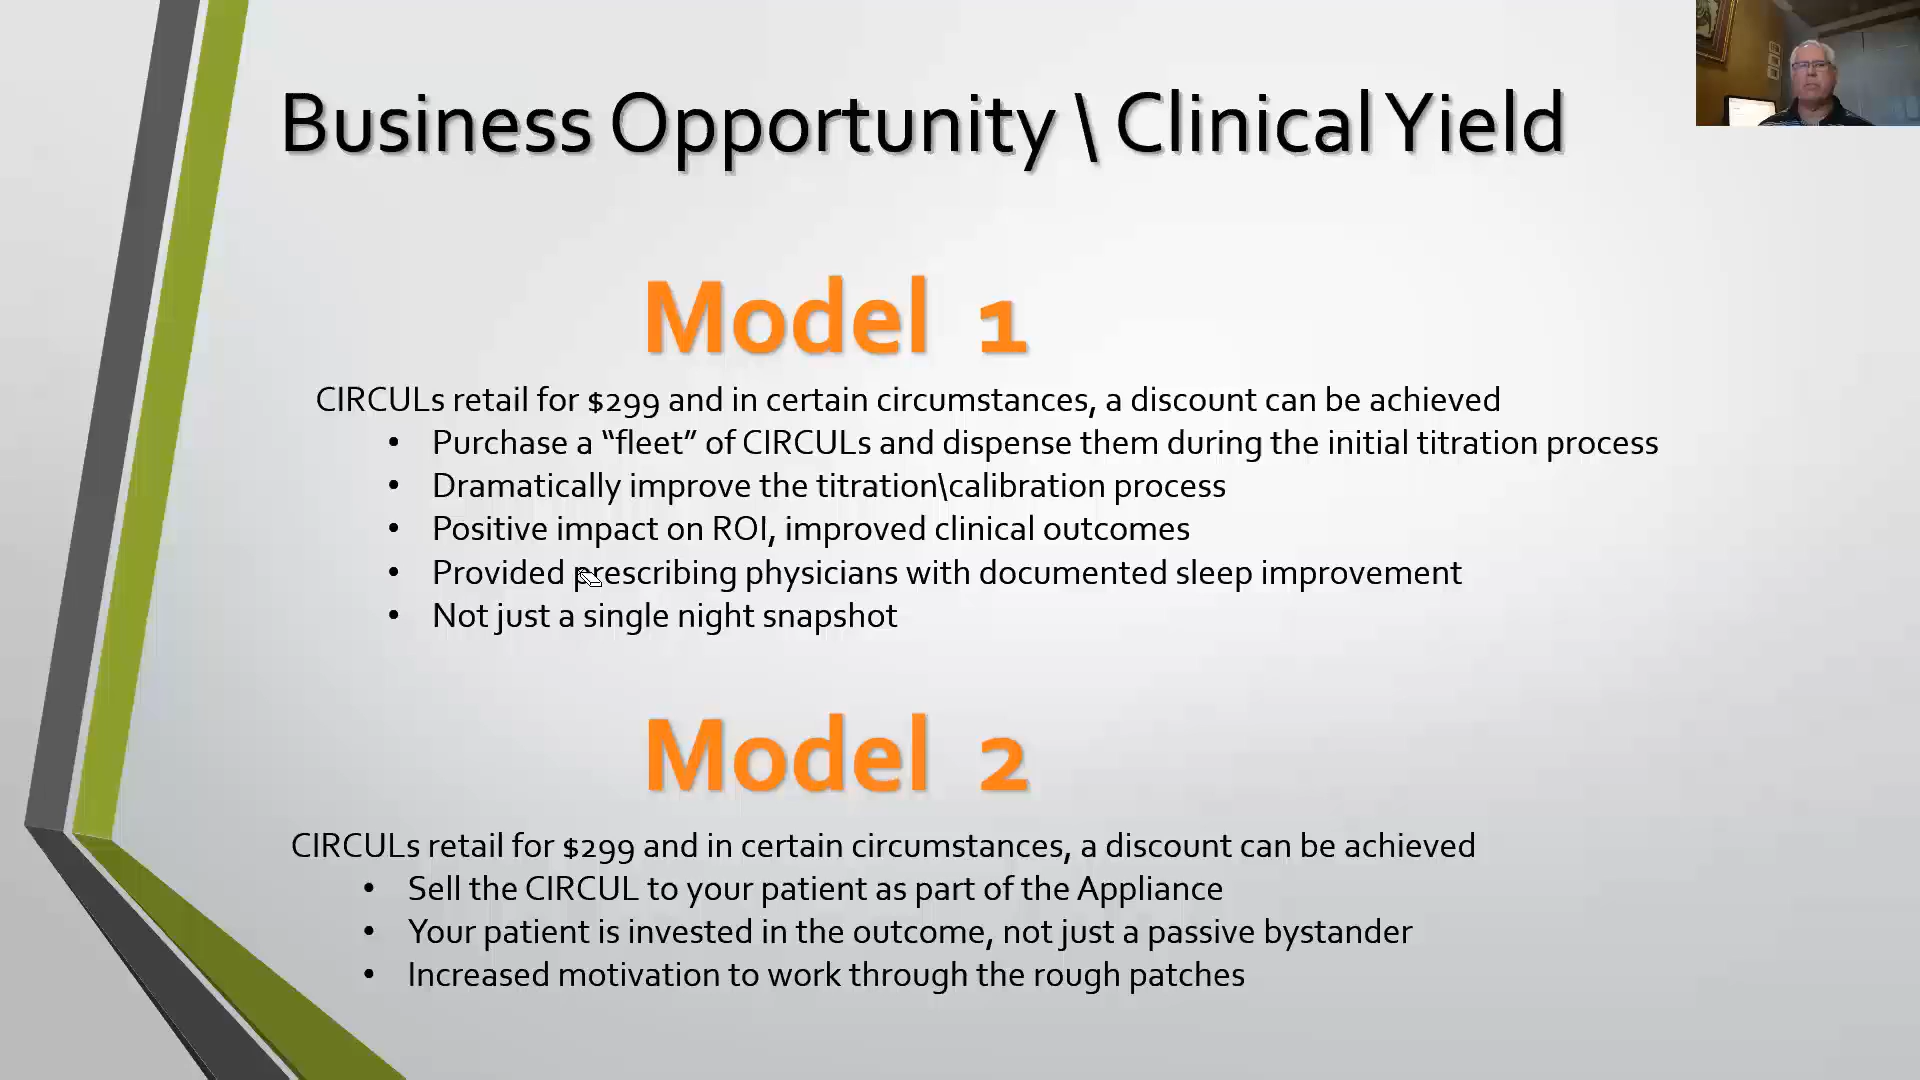 Business Opportunity \ Clinical Yield
Model 1
CIRCULs retail for $299 and in certain circumstances, a discount can be achieved
• Purchase a “fleet” of CIRCULs and dispense them during the initial titration process
• Dramatically improve the titration\calibration process
• Positive impact on ROI, improved clinical outcomes
• Provided prescribing physicians with documented sleep improvement
• Not just a single night snapshot
Model 2
CIRCULs retail for $299 and in certain circumstances, a discount can be achieved
• Sell the CIRCUL to your patient as part of the Appliance
• Your patient is invested in the outcome, not just a passive bystander
• Increased motivation to work through the rough patches